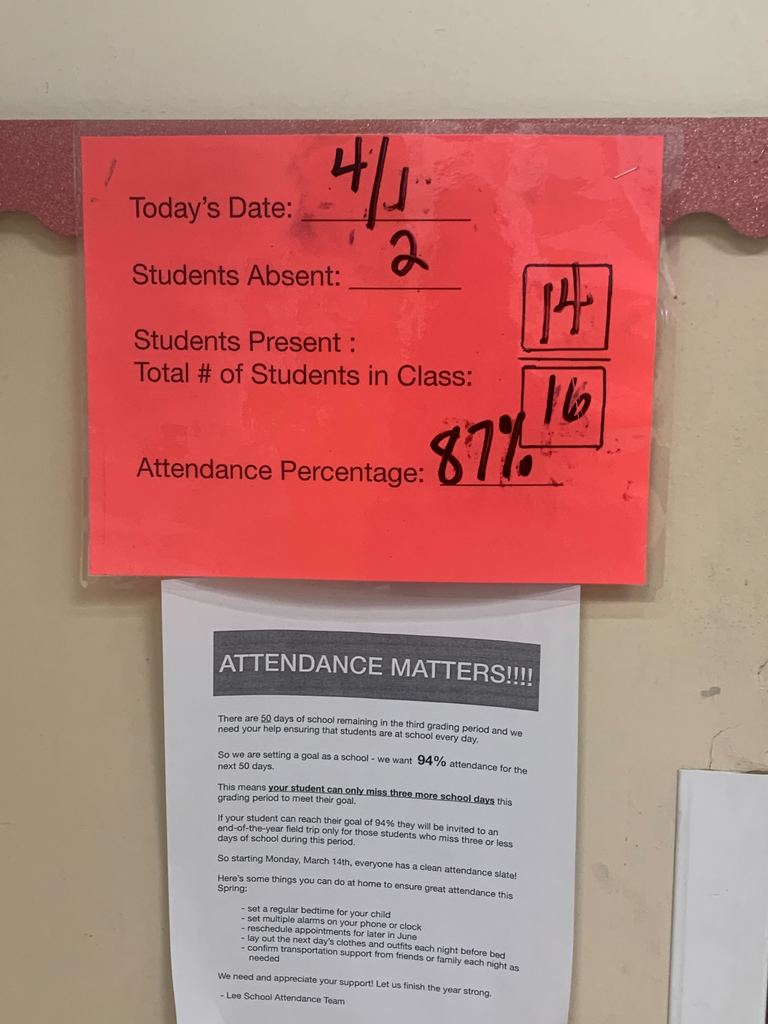 Today's Date: 4/1
Students Absent: 2
Students Present : 14
Total # of Students in Class: 16
Attendance Percentage: 87%
ATTENDANCE MATTERS!!!!
There are 50 days of school remaining in the third grading period and we
need your help ensuring that students are at school every day.
So we are setting a goal as a school - we want 94% attendance for the
next 50 days.
This means your student can only miss three more school days this
grading period to meet their goal.
If your student can reach their goal of 94% they will be invited to an
end-of-the-year field trip only for those students who miss three or less
days of school during this period.
So starting Monday, March 14th, everyone has a clean attendance slate!
Here's some things you can do at home to ensure great attendance this
Spring:
- set a regular bedtime for your child
- set multiple alarms on your phone or clock
- reschedule appointments for later in June
- lay out the next day's clothes and outfits each night before bed
- confirm transportation support from friends or family each night as
needed
We need and appreciate your support! Let us finish the year strong.
- Lee School Attendance Team